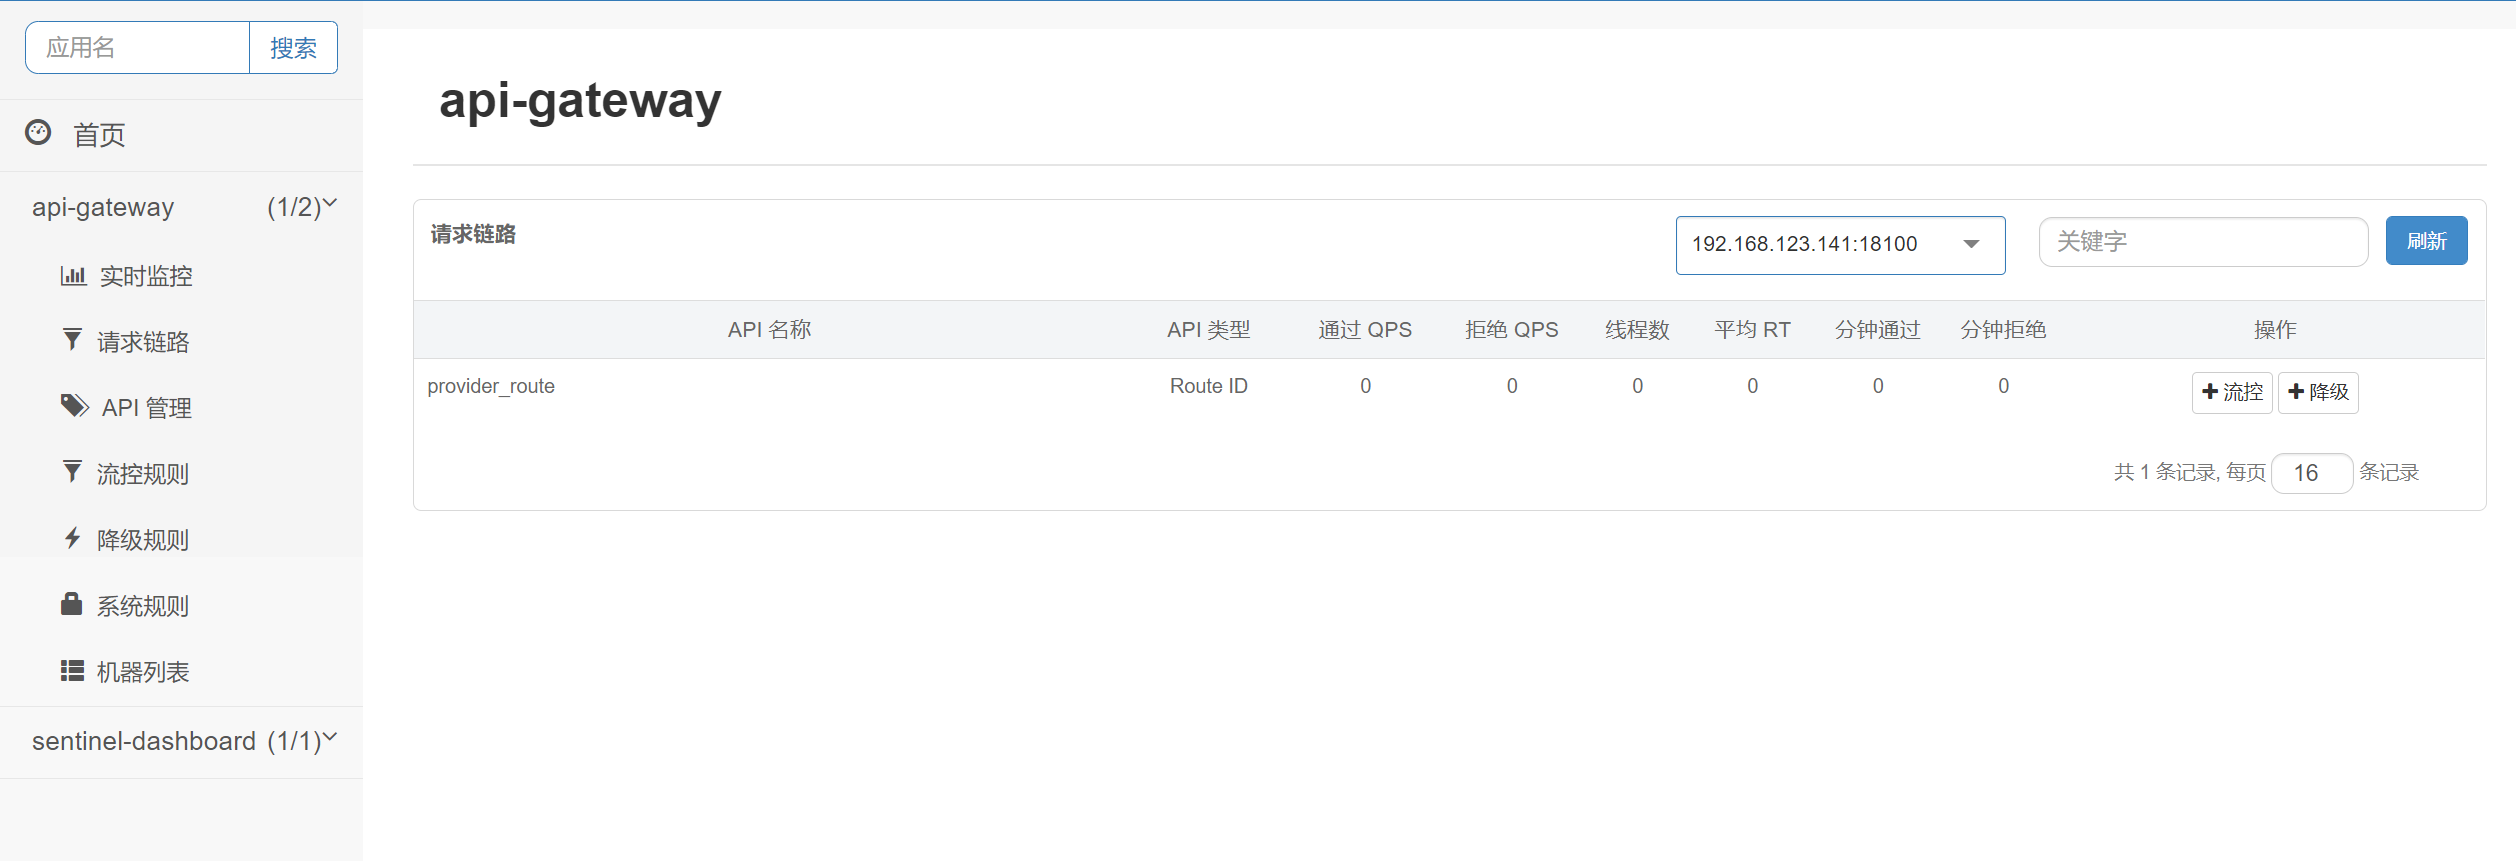 应用名 搜索
首页
api-gateway (1/2)
实时监控
请求链路
API 管理
流控规则
降级规则
系统规则
机器列表
sentinel-dashboard (1/1)
api-gateway
请求链路 192.168.123.141:18100 关键字 刷新
API 名称 API 类型 通过 QPS 拒绝 QPS 线程数 平均 RT 分钟通过 分钟拒绝 操作
provider_route Route ID 0 0 0 0 0 0 流控 降级
共 1 条记录, 每页 16 条记录